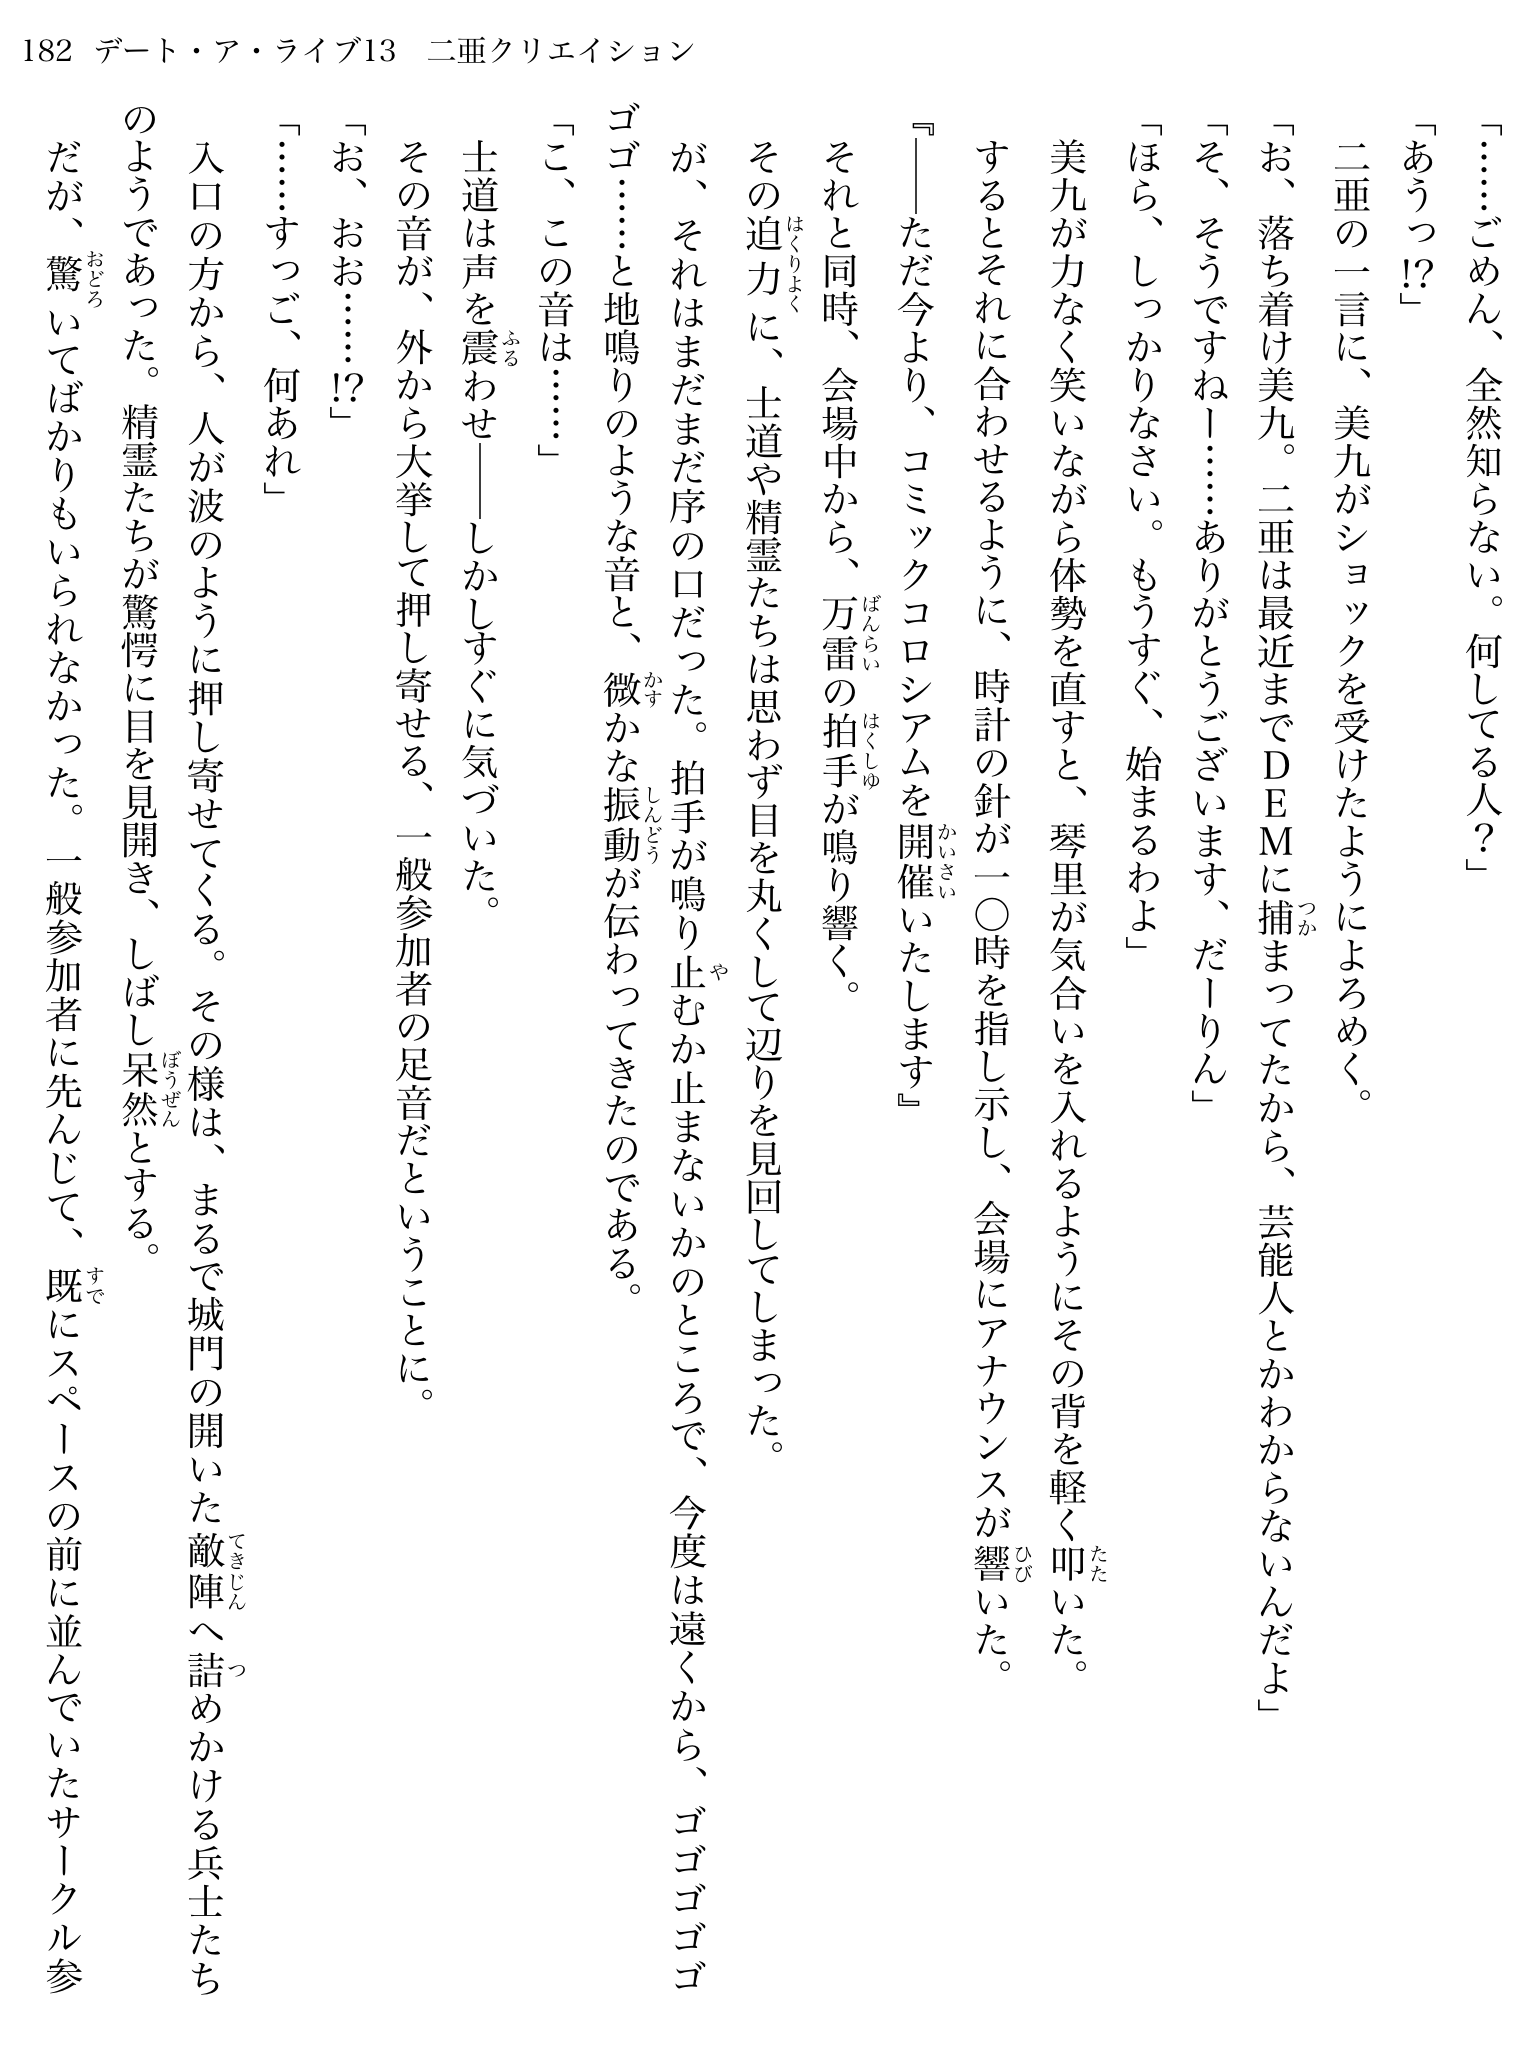 182 デート・ア・ライブ13　二亜クリエイション
「……ごめん、全然知らない。何してる人？」
「あうっ!?」
　二亜の一言に、美九がショックを受けたようによろめく。
「お、落ち着け美九。二亜は最近までＤＥＭに捕まってたから、芸能人とかわからないんだよ」
「そ、そうですねー……ありがとうございます、だーりん」
「ほら、しっかりなさい。もうすぐ、始まるわよ」
　美九が力なく笑いながら体勢を直すと、琴里が気合いを入れるようにその背を軽く叩いた。
　するとそれに合わせるように、時計の針が一〇時を指し示し、会場にアナウンスが響いた。
『――ただ今より、コミックコロシアムを開催いたします』
　それと同時、会場中から、万雷の拍手が鳴り響く。
　その迫力に、士道や精霊たちは思わず目を丸くして辺りを見回してしまった。
　が、それはまだまだ序の口だった。拍手が鳴り止むか止まないかのところで、今度は遠くから、ゴゴゴゴゴ
ゴゴ……と地鳴りのような音と、微かな振動が伝わってきたのである。
「こ、この音は……」
　士道は声を震わせ――しかしすぐに気づいた。
　その音が、外から大挙して押し寄せる、一般参加者の足音だということに。
「お、おお……!?」
「……すっご、何あれ」
　入口の方から、人が波のように押し寄せてくる。その様は、まるで城門の開いた敵陣へ詰めかける兵士たち
のようであった。精霊たちが驚愕に目を見開き、しばし呆然とする。
　だが、驚いてばかりもいられなかった。一般参加者に先んじて、既にスペースの前に並んでいたサークル参